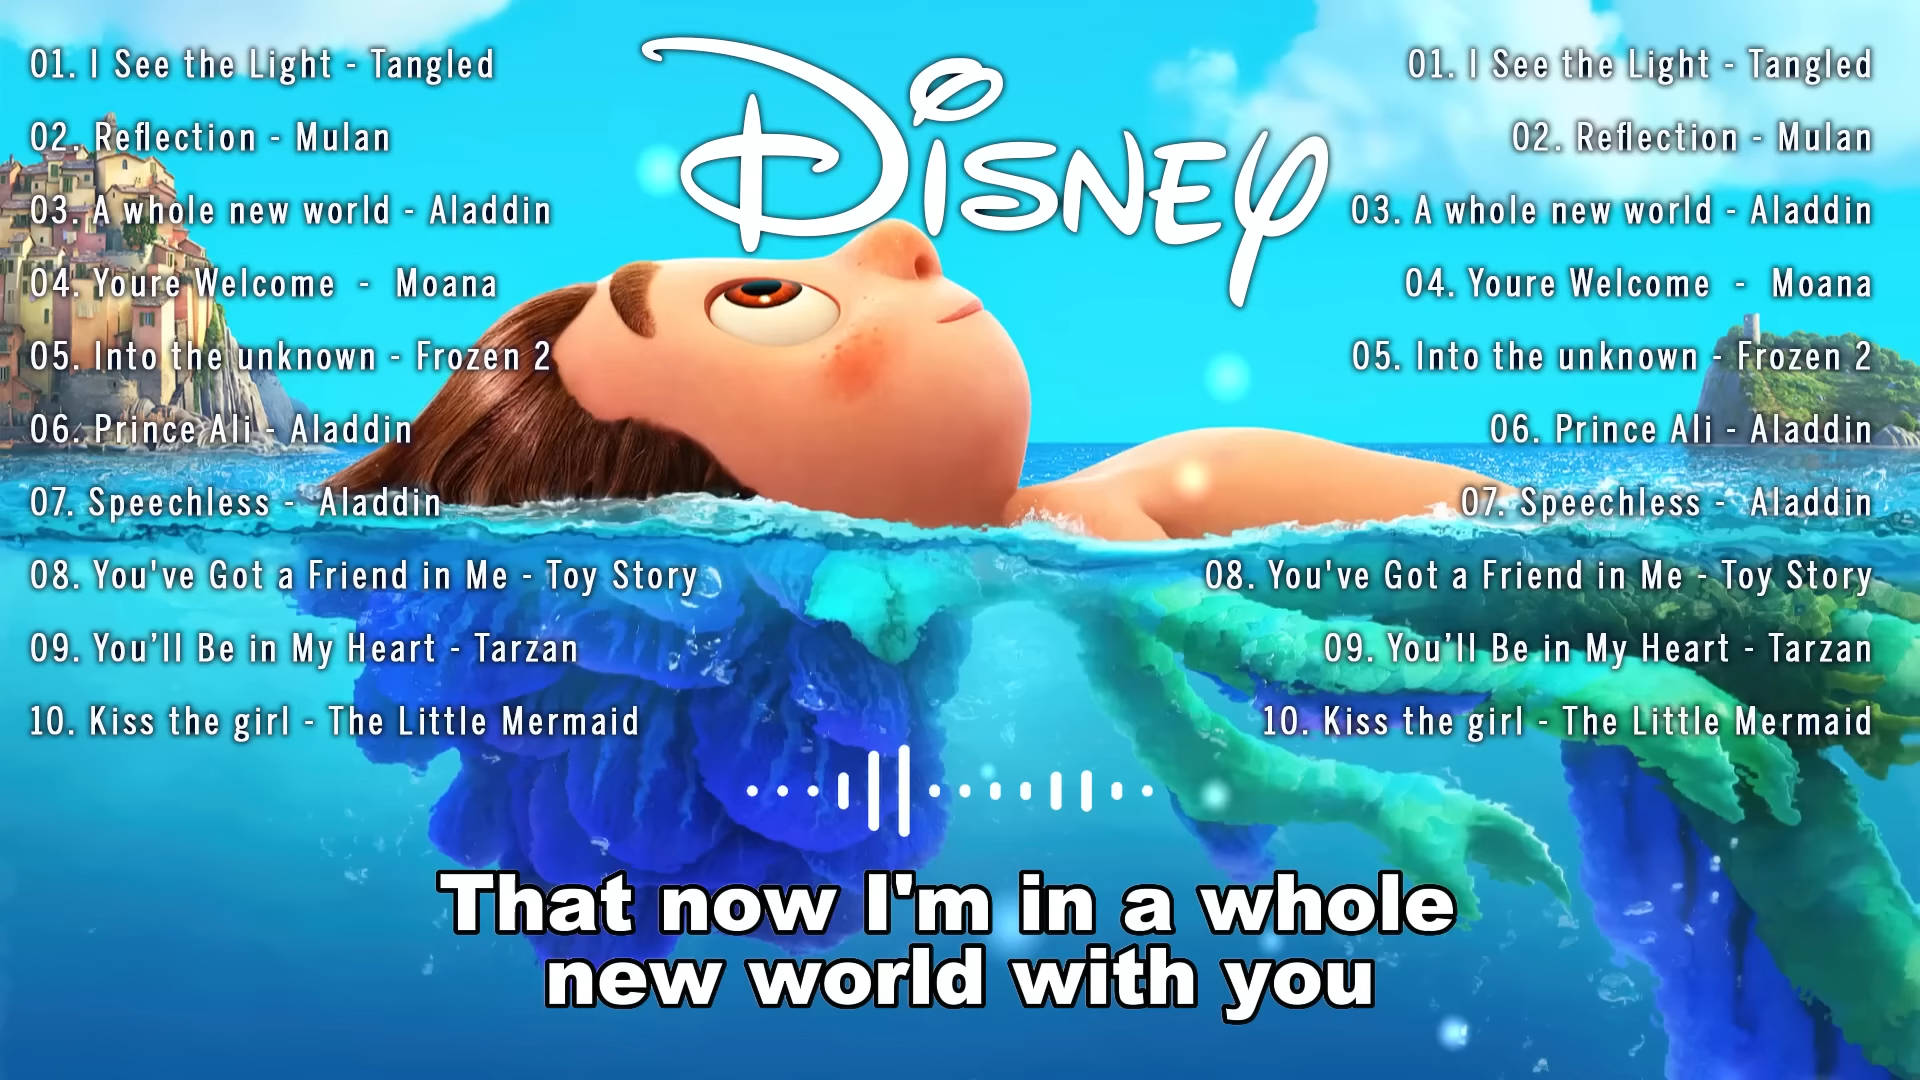 01. I See the Light - Tangled
02. Reflection - Mulan
03. A whole new world - Aladdin
04. Youre Welcome  -  Moana
05. Into the unknown - Frozen 2
06. Prince Ali - Aladdin
07. Speechless -  Aladdin
08. You've Got a Friend in Me - Toy Story
09. You’ll Be in My Heart - Tarzan
10. Kiss the girl - The Little Mermaid
Disney
01. I See the Light - Tangled
02. Reflection - Mulan
03. A whole new world - Aladdin
04. Youre Welcome  -  Moana
05. Into the unknown - Frozen 2
06. Prince Ali - Aladdin
07. Speechless -  Aladdin
08. You've Got a Friend in Me - Toy Story
09. You’ll Be in My Heart - Tarzan
10. Kiss the girl - The Little Mermaid
That now I'm in a whole
new world with you